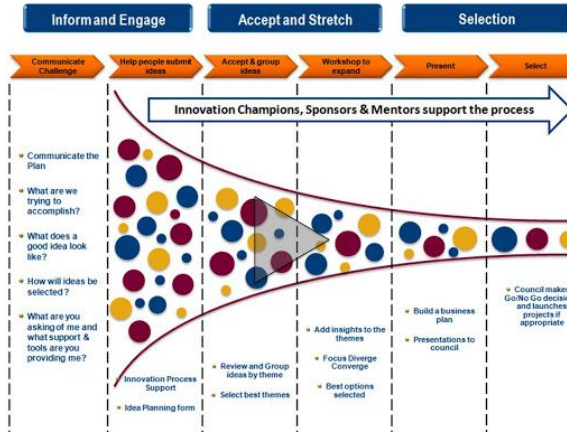 Inform and Engage
Accept and Stretch
Selection
Communicate
Challenge
Help people submit
ideas
Accept & group
ideas
Workshop to
expand
Present
Select
Innovation Champions, Sponsors & Mentors support the process
Communicate the
Plan
What are we
trying to
accomplish?
What does a
good idea look
like?
How will ideas be
selected ?
What are you
asking of me and
what support &
tools are you
providing me?
Innovation Process
Support
Idea Planning form
Review and Group
ideas by theme
Select best themes
Add insights to the
themes
Focus Diverge
Converge
Best options
selected
Build a business
plan
Presentations to
council
Council makes
Go/No Go decisio
and launches
projects if
appropriate